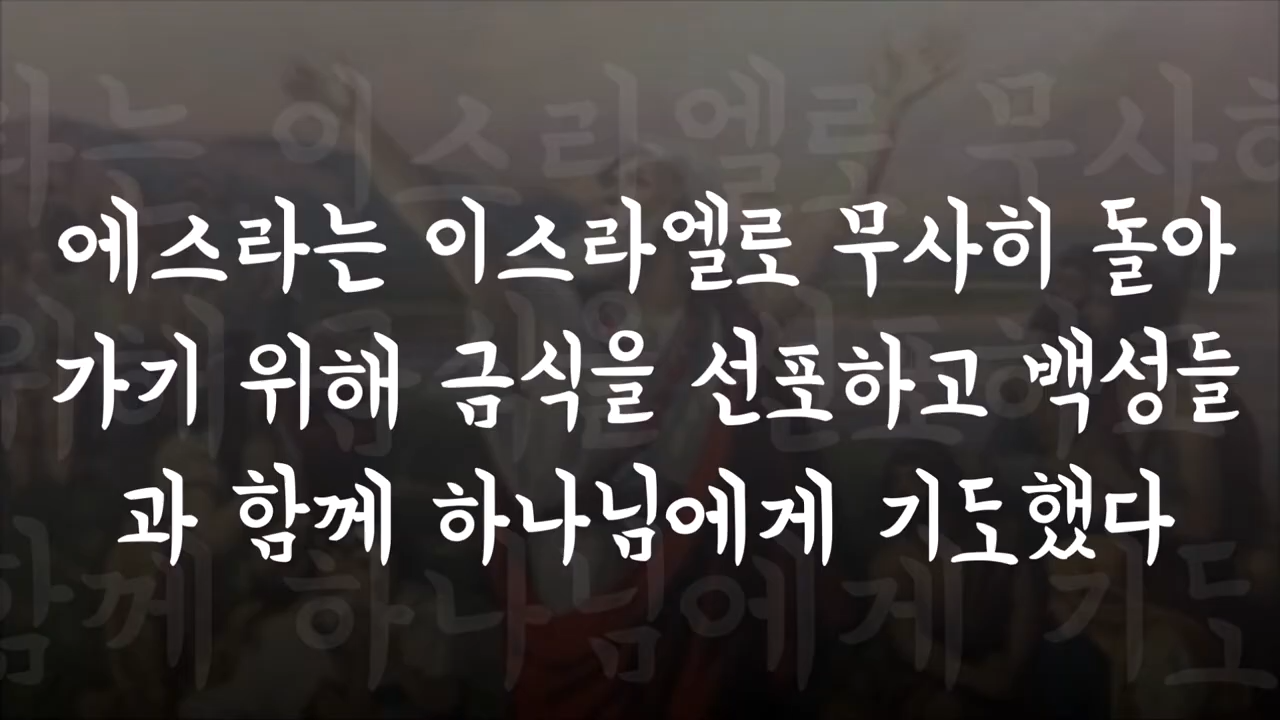 에스라는 이스라엘로 무사히 돌아
가기 위해 금식을 선포하고 백성들
과 함께 하나님에게 기도했다